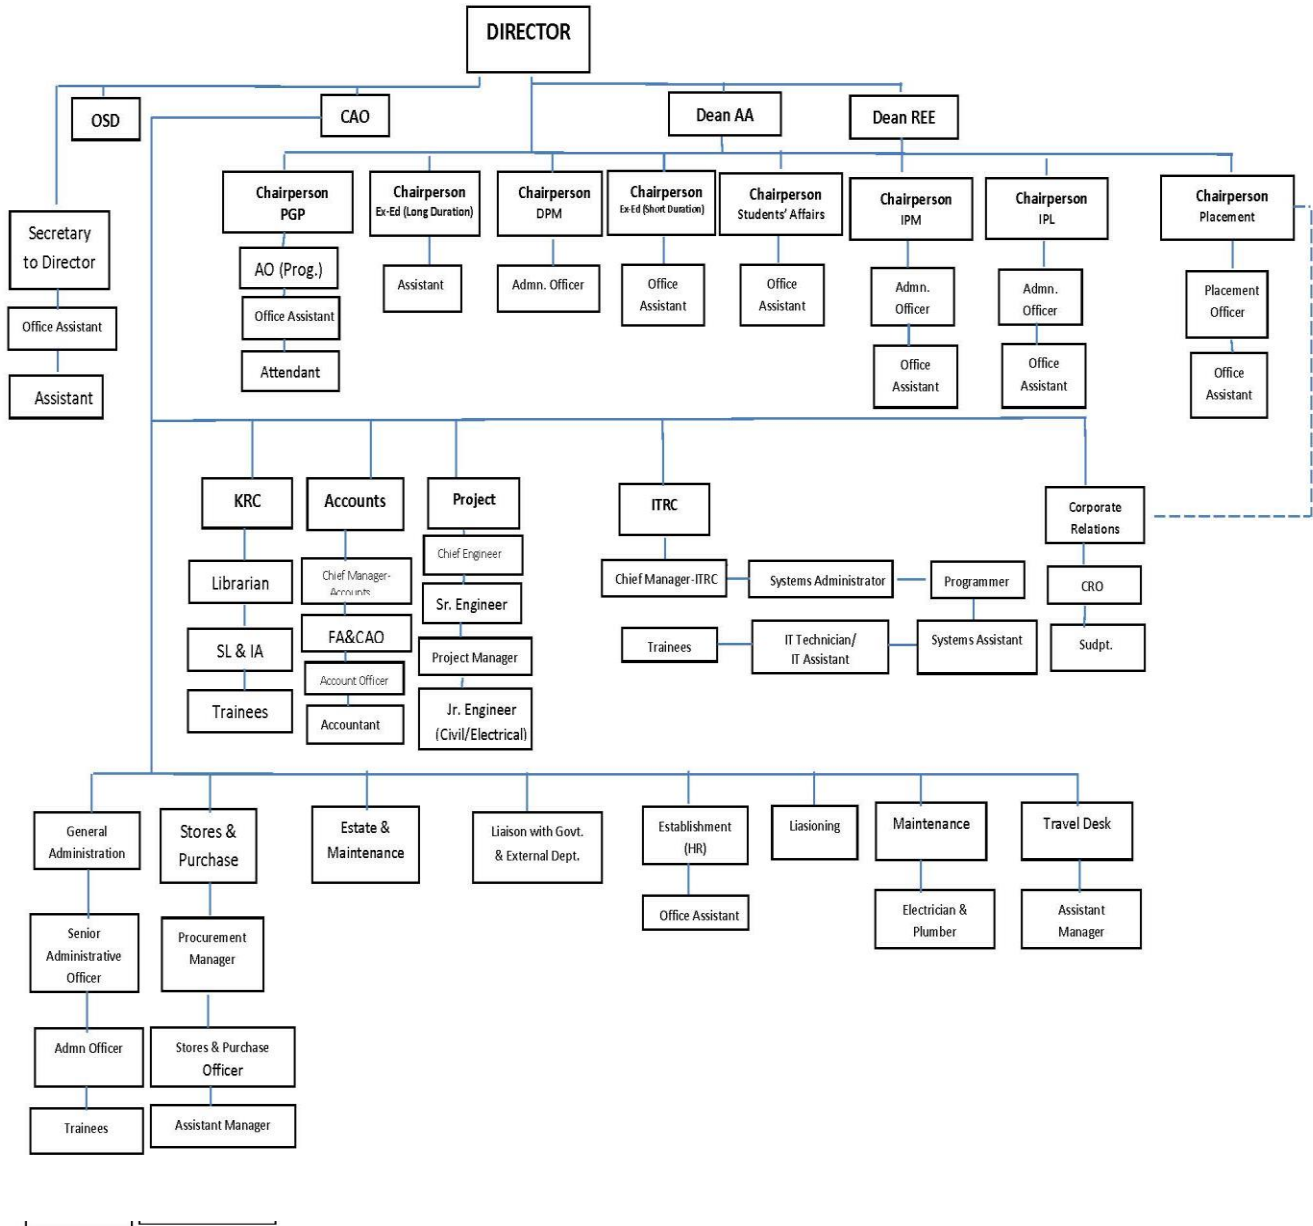 DIRECTOR
OSD
CAO
Dean AA
Dean REE
Chairperson
PGP
Chairperson
Ex-Ed (Long Duration)
Chairperson
DPM
Chairperson
Ex-Ed (Short Duration)
Chairperson
Students' Affairs
Chairperson
IPM
Chairperson
IPL
Chairperson
Placement
Secretary
to Director
AO (Prog.)
Assistant
Admn. Officer
Office
Assistant
Office
Assistant
Admn.
Officer
Admn.
Officer
Placement
Officer
Office Assistant
Office Assistant
Attendant
Office
Assistant
Office
Assistant
Office
Assistant
Assistant
KRC
Accounts
Project
ITRC
Corporate
Relations
Librarian
Chief Manager-
Accounts
Chief Engineer
Chief Manager-ITRC
Systems Administrator
Programmer
CRO
SL & IA
FA&CAO
Sr. Engineer
Trainees
IT Technician/
IT Assistant
Systems Assistant
Sudpt.
Trainees
Account Officer
Project Manager
Accountant
Jr. Engineer
(Civil/Electrical)
General
Administration
Stores &
Purchase
Estate &
Maintenance
Liaison with Govt.
& External Dept.
Establishment
(HR)
Liasioning
Maintenance
Travel Desk
Senior
Administrative
Officer
Procurement
Manager
Office Assistant
Electrician &
Plumber
Assistant
Manager
Admn Officer
Stores & Purchase
Officer
Trainees
Assistant Manager